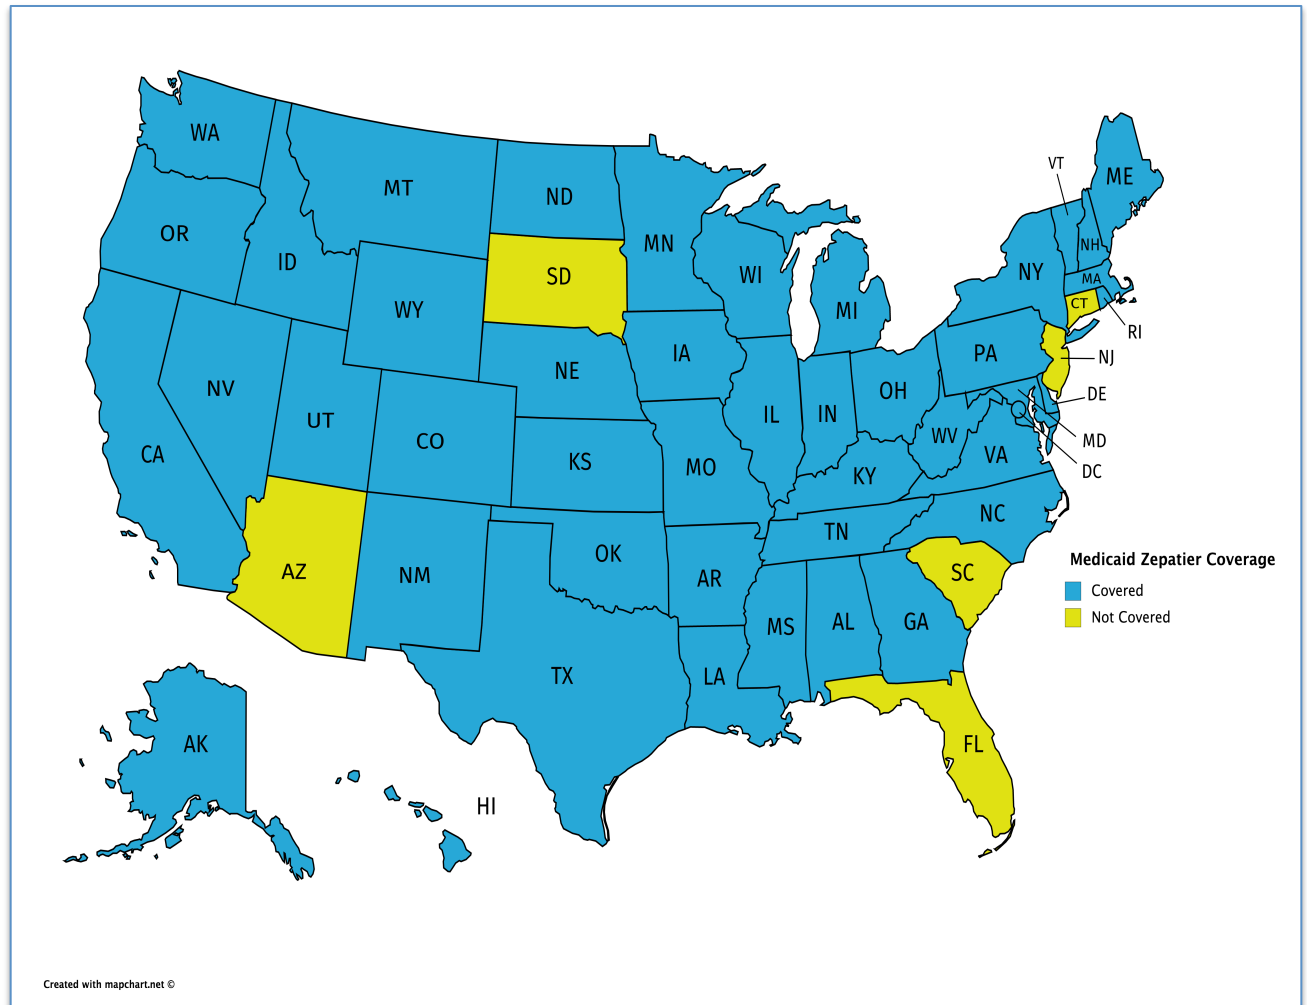 WA
MT
ND
MN
OR
ID
SD
WI
MI
VT
ME
NH
NY
MA
CT
RI
WY
IA
PA
NJ
NE
NV
UT
CO
IL
IN
OH
DE
CA
KS
MO
WV
VA
MD
DC
KY
NC
TN
OK
AR
AZ
NM
SC
Medicaid Zepatier Coverage
Covered
Not Covered
MS
AL
GA
TX
LA
AK
FL
HI
Created with mapchart.net ©